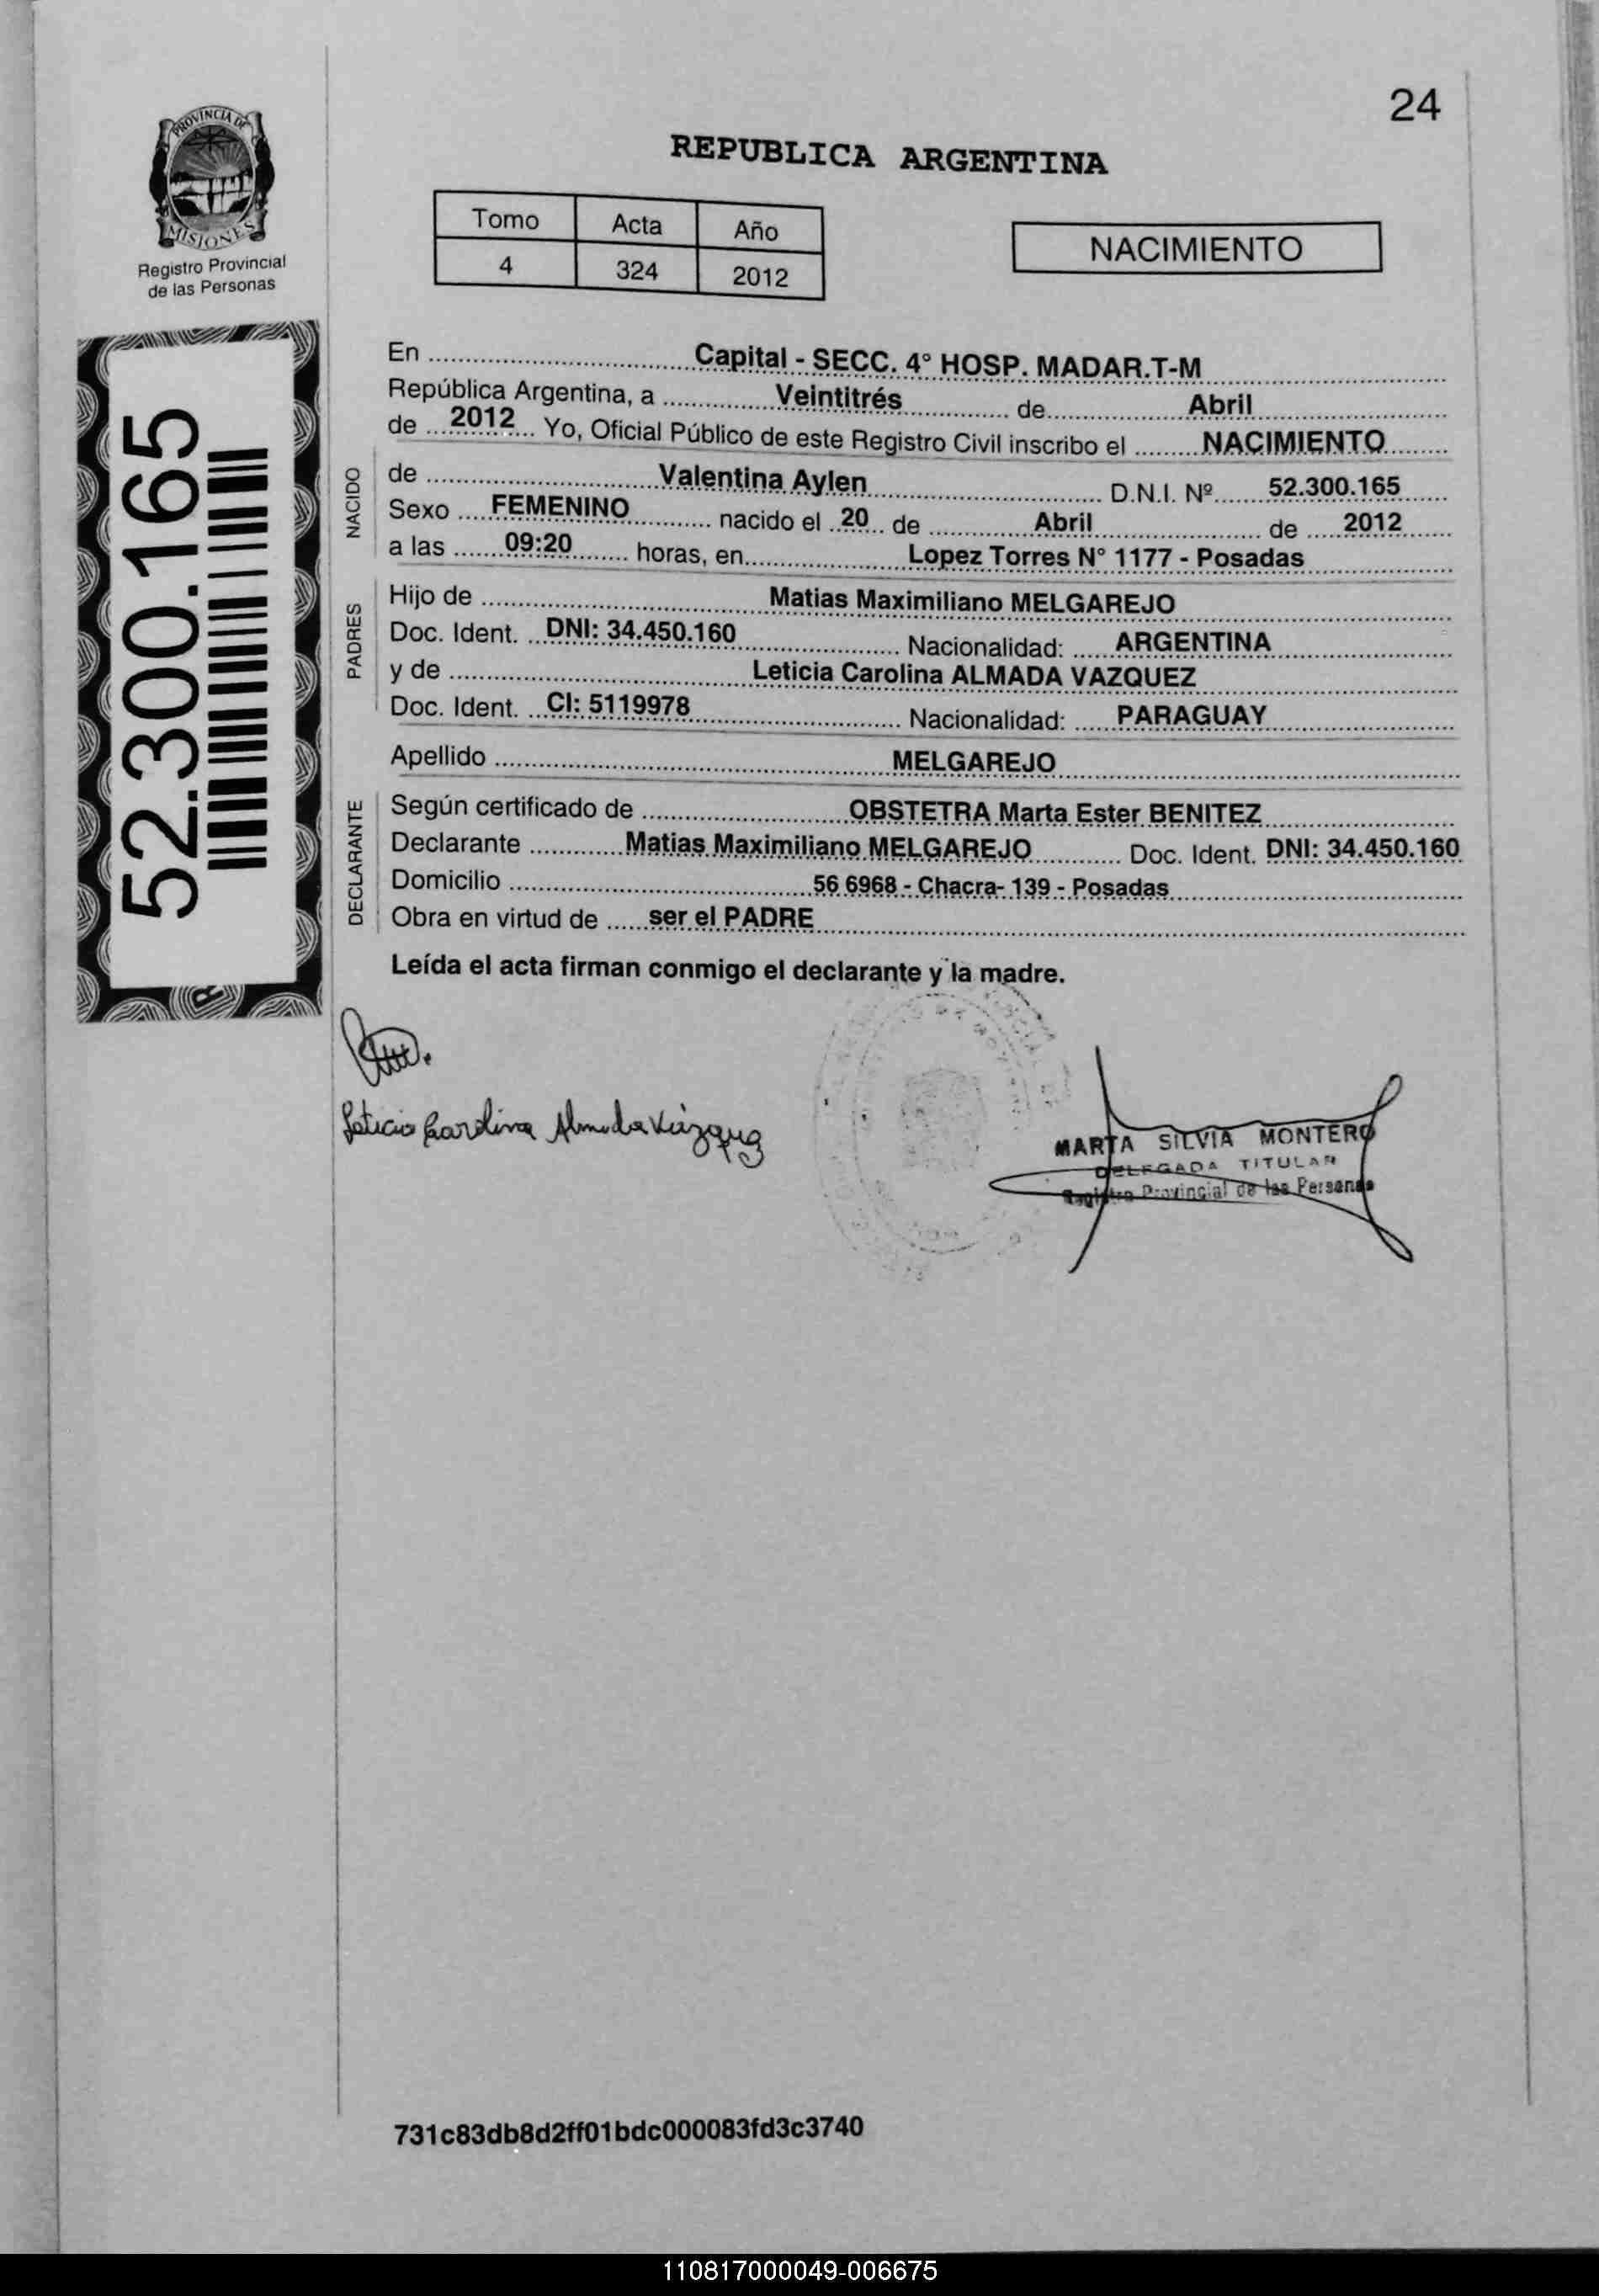 24
PROVINCIA DE
MISIONES
Registro Provincial
de las Personas
REPUBLICA ARGENTINA
Tomo Acta Año
4 324 2012
NACIMIENTO
52.300.165
En Capital - SECC. 4° HOSP. MADAR.T-M
República Argentina, a Veintitrés de Abril
de 2012 Yo, Oficial Público de este Registro Civil inscribo el NACIMIENTO
NACIDO
de Valentina Aylen D.N.I. Nº 52.300.165
Sexo FEMENINO nacido el 20 de Abril de 2012
a las 09:20 horas, en Lopez Torres N° 1177 - Posadas
PADRES
Hijo de Matias Maximiliano MELGAREJO
Doc. Ident. DNI: 34.450.160 Nacionalidad: ARGENTINA
y de Leticia Carolina ALMADA VAZQUEZ
Doc. Ident. CI: 5119978 Nacionalidad: PARAGUAY
Apellido MELGAREJO
DECLARANTE
Según certificado de OBSTETRA Marta Ester BENITEZ
Declarante Matias Maximiliano MELGAREJO Doc. Ident. DNI: 34.450.160
Domicilio 56 6968 - Chacra- 139 - Posadas
Obra en virtud de ser el PADRE
Leída el acta firman conmigo el declarante y la madre.
Leticia Carolina Almada Vázquez
MARTA SILVIA MONTERO
DELEGADA TITULAR
Registro Provincial de las Personas
731c83db8d2ff01bdc000083fd3c3740
110817000049-006675